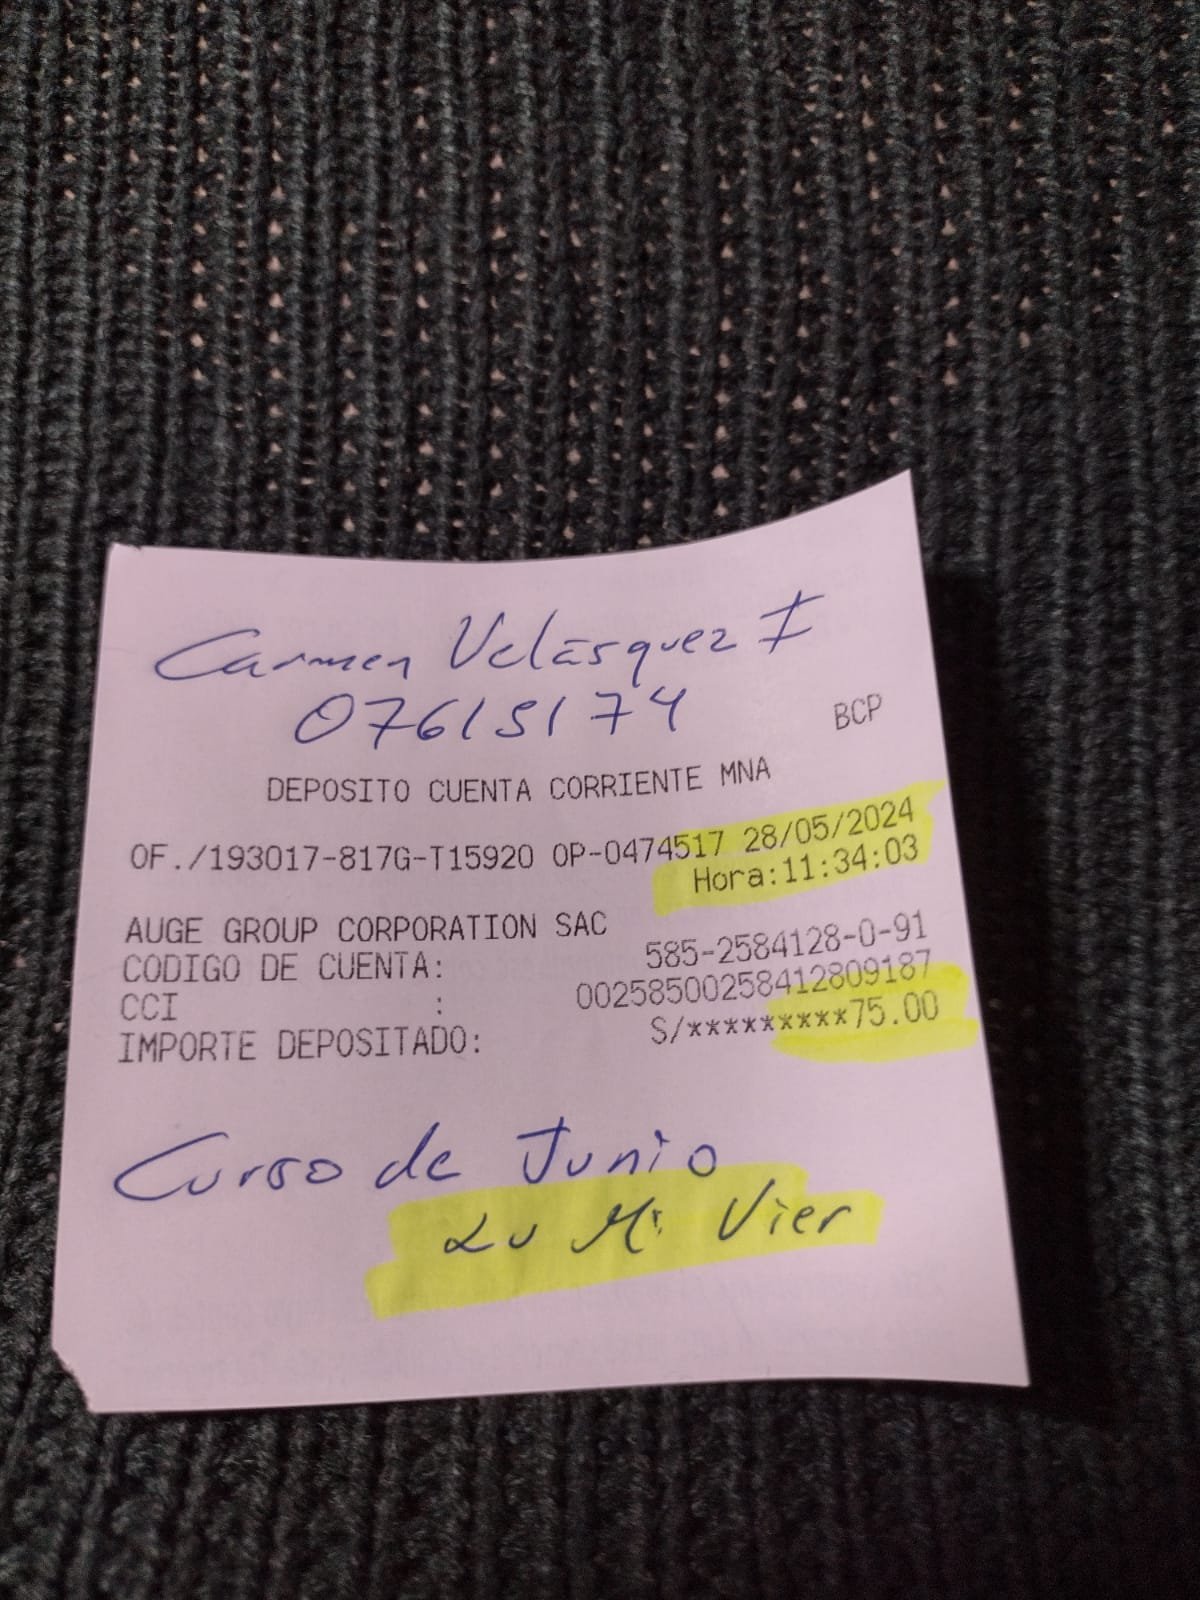 Carmen Velásquez I
07615174
BCP
DEPOSITO CUENTA CORRIENTE MNA
OF./193017-817G-T15920 OP-0474517 28/05/2024
Hora:11:34:03
AUGE GROUP CORPORATION SAC
CODIGO DE CUENTA: 585-2584128-0-91
CCI : 00258500258412809187
IMPORTE DEPOSITADO: S/*********75.00
Curso de Junio
Lu Mi Vier